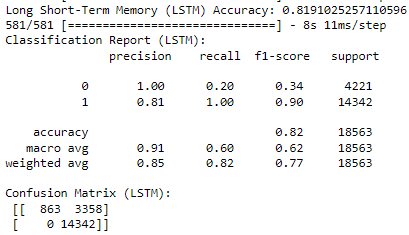 Long Short-Term Memory (LSTM) Accuracy: 0.8191025257110596
581/581 [==============================] - 8s 11ms/step
Classification Report (LSTM):
precision recall f1-score support
0 1.00 0.20 0.34 4221
1 0.81 1.00 0.90 14342
accuracy 0.82 18563
macro avg 0.91 0.60 0.62 18563
weighted avg 0.85 0.82 0.77 18563
Confusion Matrix (LSTM):
[[ 863 3358]
[ 0 14342]]